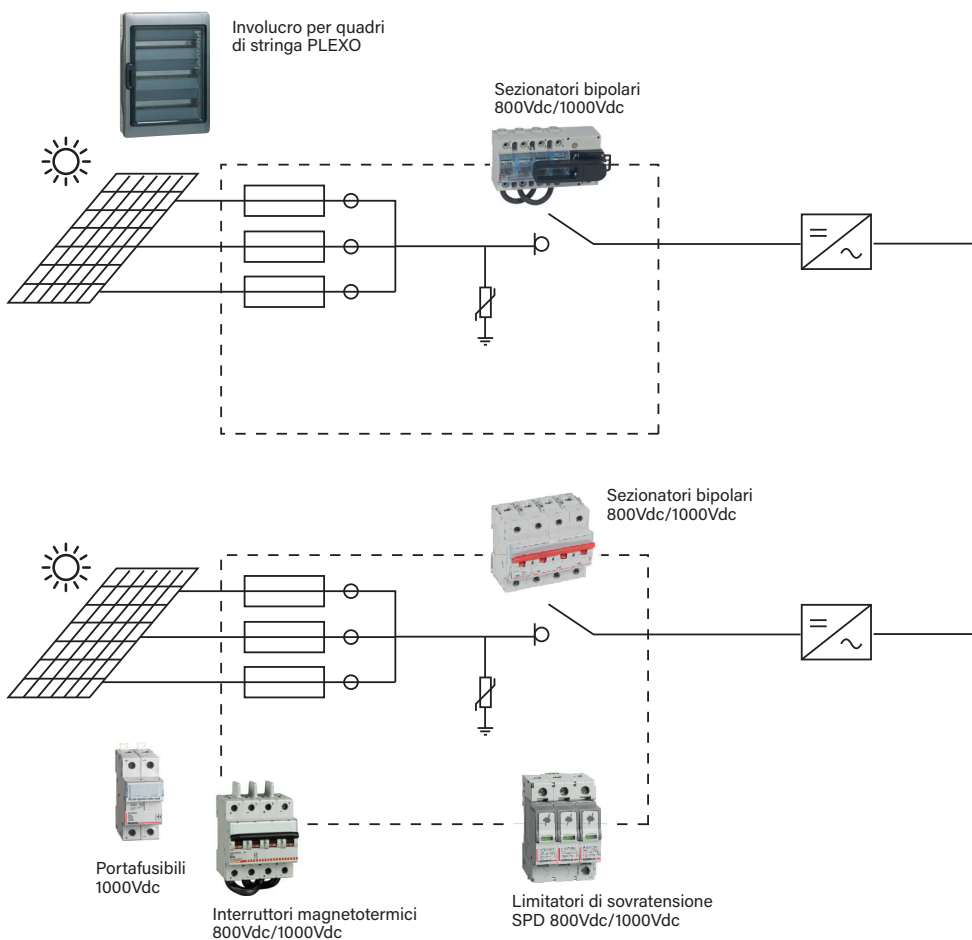 Involucro per quadri
di stringa PLEXO
Sezionatori bipolari
800Vdc/1000Vdc
Sezionatori bipolari
800Vdc/1000Vdc
Portafusibili
1000Vdc
Interruttori magnetotermici
800Vdc/1000Vdc
Limitatori di sovratensione
SPD 800Vdc/1000Vdc